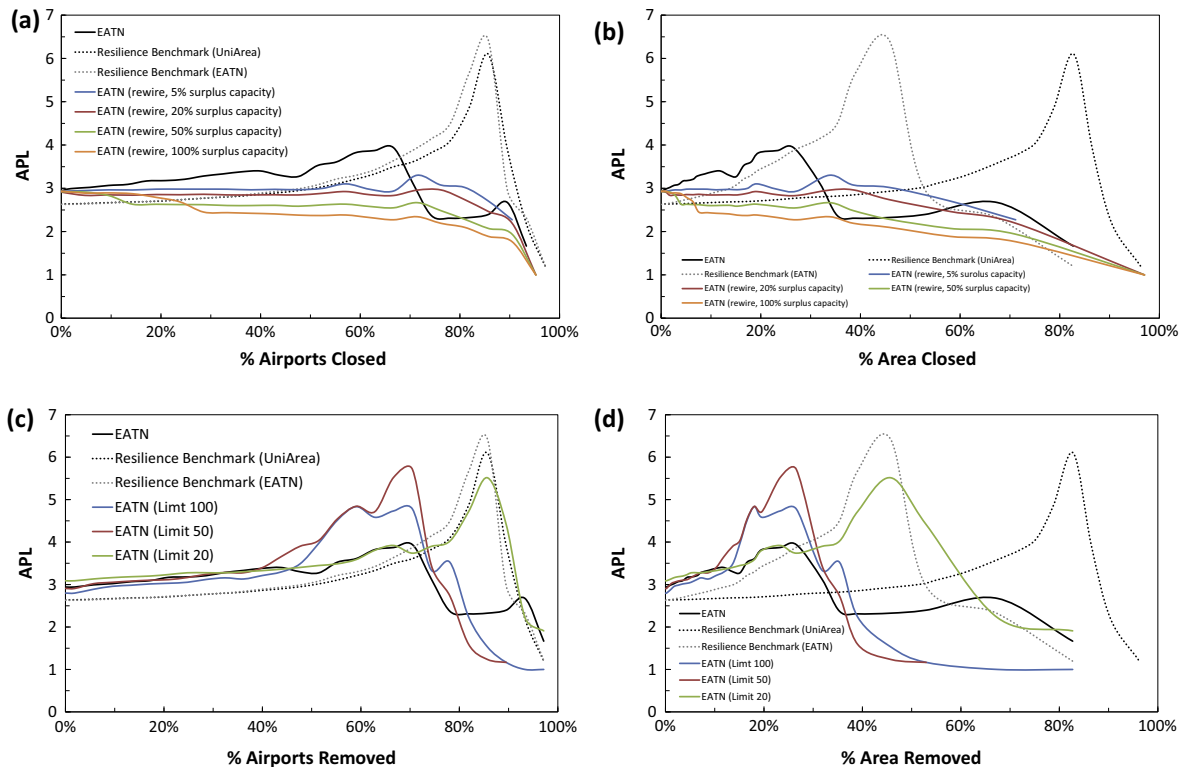 (a)
7
6
5
4
3
2
1
0
APL
EATN
Resilience Benchmark (UniArea)
Resilience Benchmark (EATN)
EATN (rewire, 5% surplus capacity)
EATN (rewire, 20% surplus capacity)
EATN (rewire, 50% surplus capacity)
EATN (rewire, 100% surplus capacity)
0% 20% 40% 60% 80% 100%
% Airports Closed
(b)
7
6
5
4
3
2
1
0
APL
EATN
Resilience Benchmark (UniArea)
Resilience Benchmark (EATN)
EATN (rewire, 5% surolus capacity)
EATN (rewire, 20% surplus capacity)
EATN (rewire, 50% surplus capacity)
EATN (rewire, 100% surplus capacity)
0% 20% 40% 60% 80% 100%
% Area Closed
(c)
7
6
5
4
3
2
1
0
APL
EATN
Resilience Benchmark (UniArea)
Resilience Benchmark (EATN)
EATN (Limt 100)
EATN (Limit 50)
EATN (Limit 20)
0% 20% 40% 60% 80% 100%
% Airports Removed
(d)
7
6
5
4
3
2
1
0
APL
EATN
Resilience Benchmark (UniArea)
Resilience Benchmark (EATN)
EATN (Limt 100)
EATN (Limit 50)
EATN (Limit 20)
0% 20% 40% 60% 80% 100%
% Area Removed